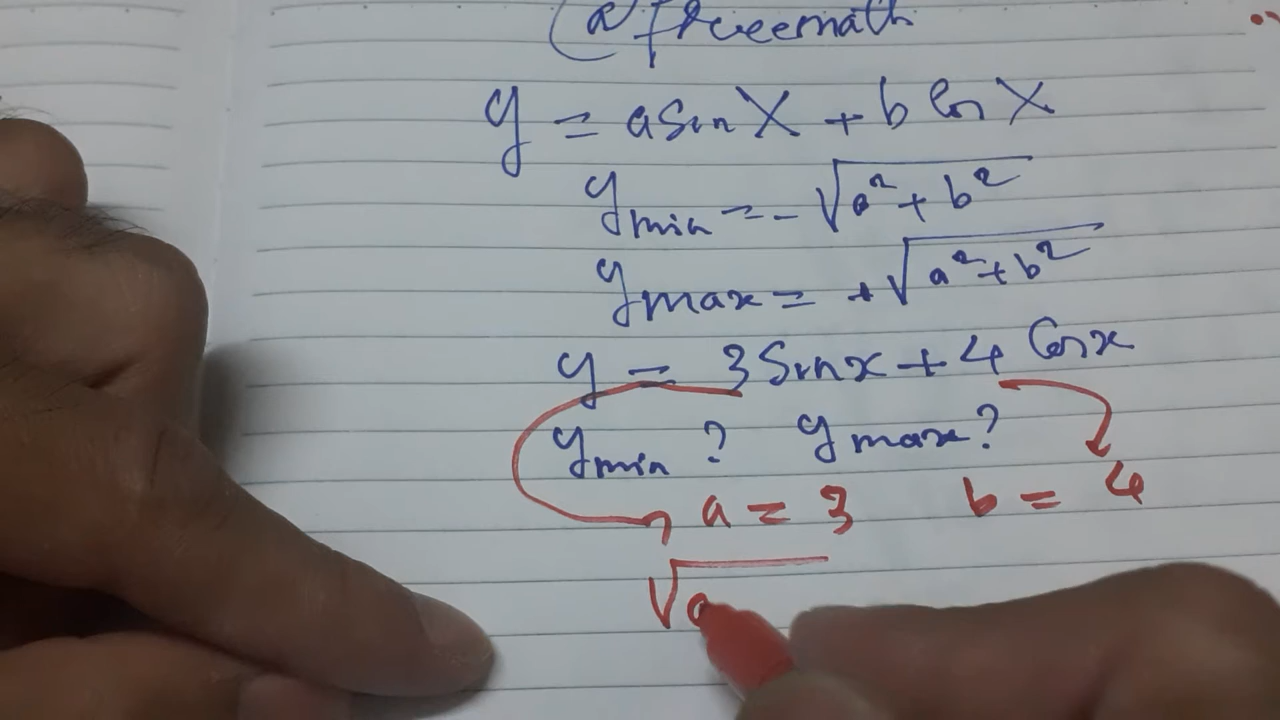 @freemath
y = a sin X + b Cos X
y min = - √a² + b²
y max = + √a² + b²
y = 3 Sin x + 4 Cos x
y min ? y max ?
a = 3 b = 4
√a